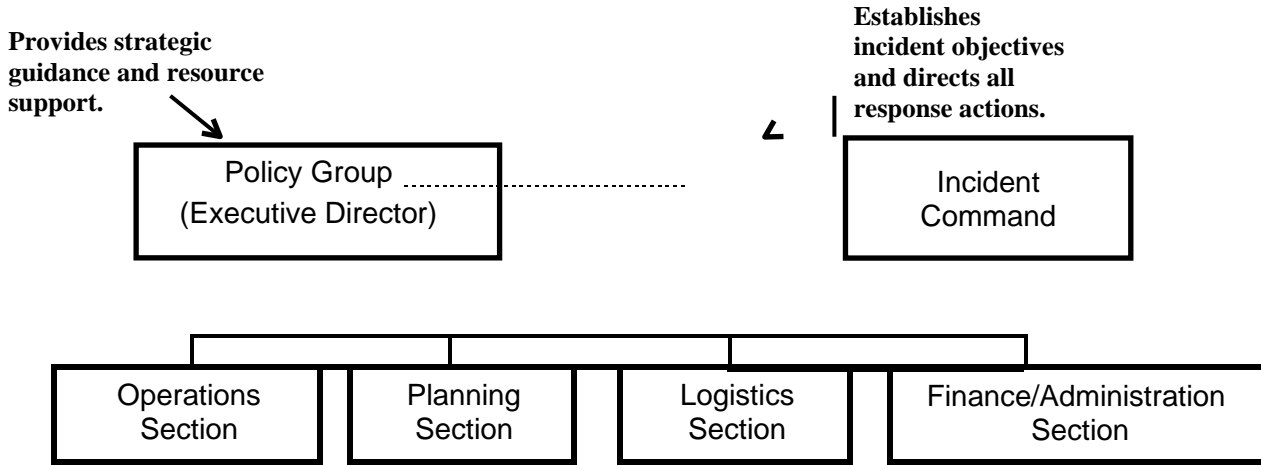 Provides strategic
guidance and resource
support.
Establishes
incident objectives
and directs all
response actions.
Policy Group
(Executive Director)
Incident
Command
Operations
Section
Planning
Section
Logistics
Section
Finance/Administration
Section